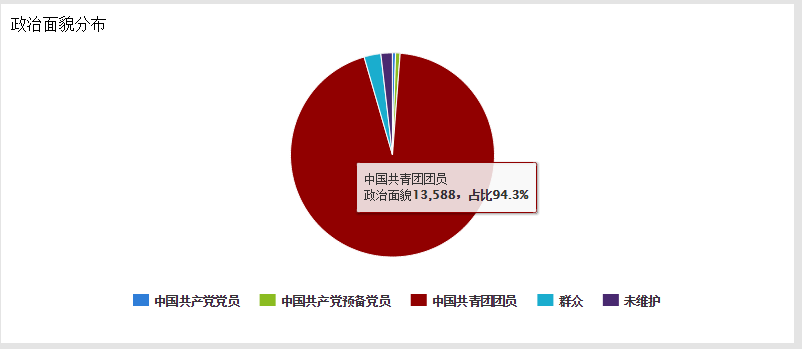 政治面貌分布
中国共青团团员
政治面貌13,588，占比94.3%
中国共产党党员 中国共产党预备党员 中国共青团团员 群众 未维护